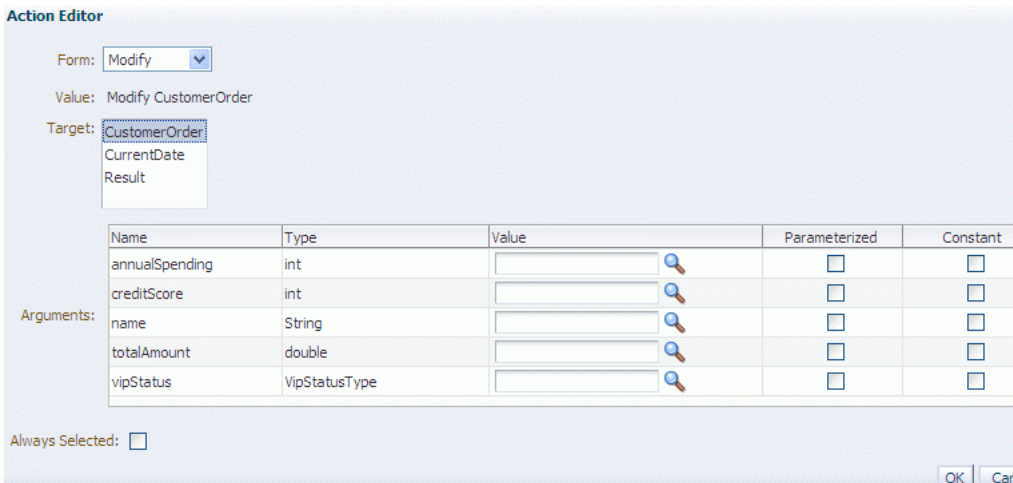 Action Editor
Form: Modify
Value: Modify CustomerOrder
Target: CustomerOrder
CurrentDate
Result
Name Type Value Parameterized Constant
annualSpending int
creditScore int
Arguments:
name String
totalAmount double
vipStatus VipStatusType
Always Selected:
OK Can